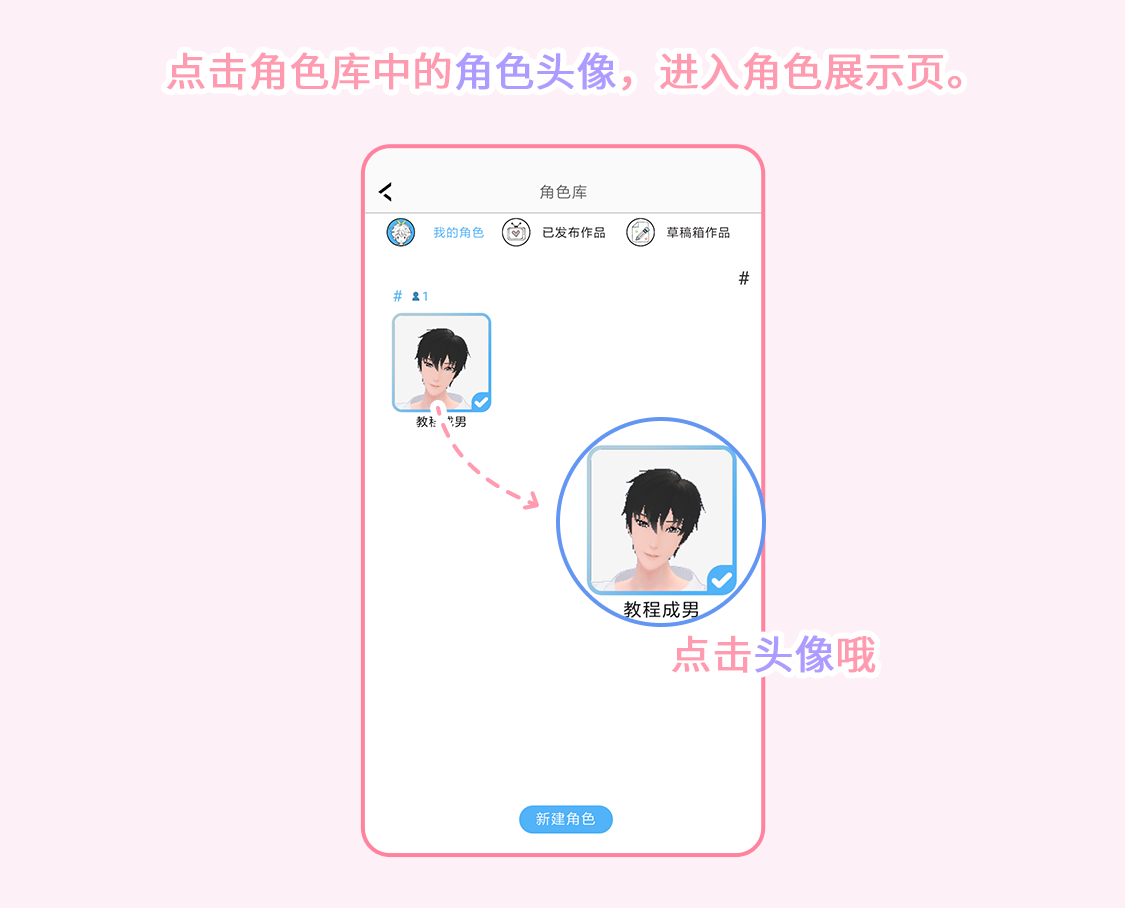 点击角色库中的角色头像，进入角色展示页。
角色库
我的角色 已发布作品 草稿箱作品
#
# 1
教程成男
教程成男
点击头像哦
新建角色